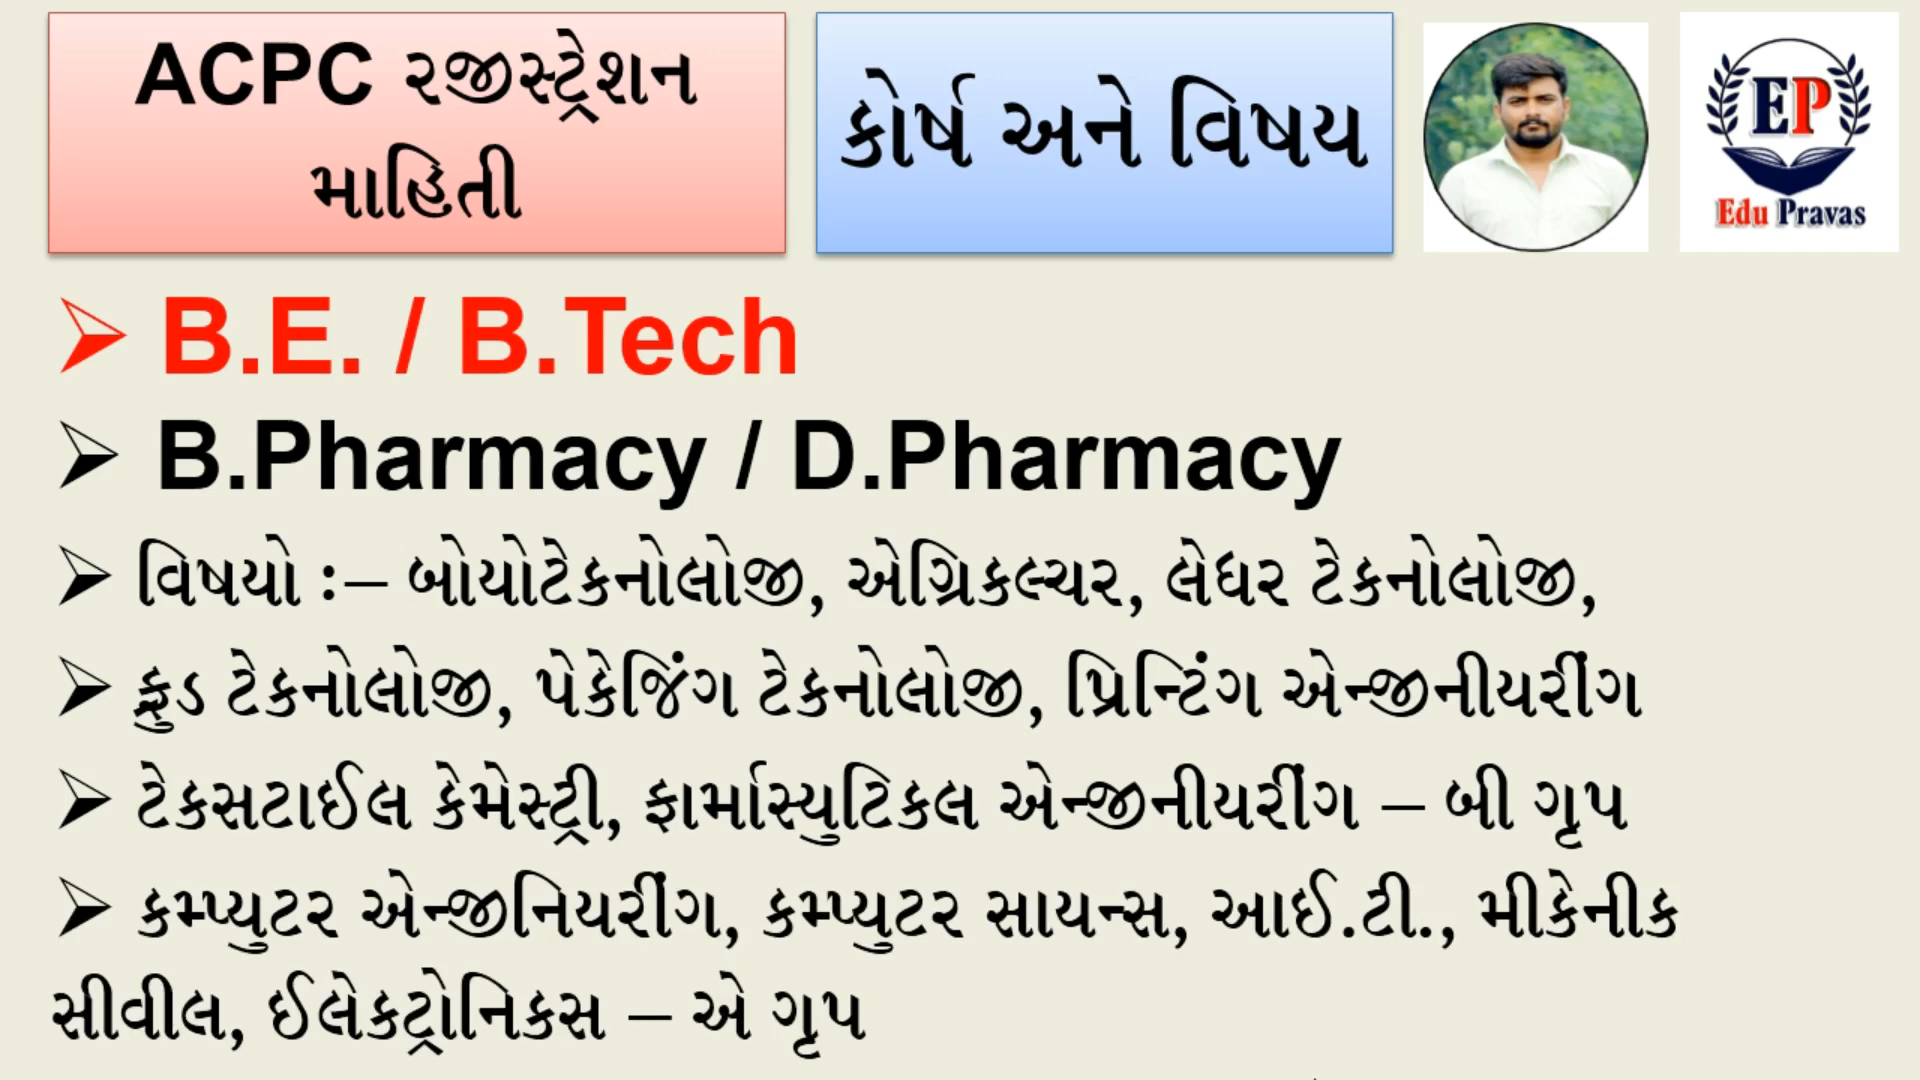 ACPC રજીસ્ટ્રેશન
માહિતી
કોર્ષ અને વિષય
EP
Edu Pravas
➢ B.E. / B.Tech
➢ B.Pharmacy / D.Pharmacy
➢ વિષયો :– બોયોટેકનોલોજી, એગ્રિકલ્ચર, લેધર ટેકનોલોજી,
➢ ફુડ ટેકનોલોજી, પેકેજિંગ ટેકનોલોજી, પ્રિન્ટિંગ એન્જીનીયરીંગ
➢ ટેકસટાઈલ કેમેસ્ટ્રી, ફાર્માસ્યુટિકલ એન્જીનીયરીંગ – બી ગૃપ
➢ કમ્પ્યુટર એન્જીનિયરીંગ, કમ્પ્યુટર સાયન્સ, આઈ.ટી., મીકેનીક
સીવીલ, ઈલેકટ્રોનિકસ – એ ગૃપ